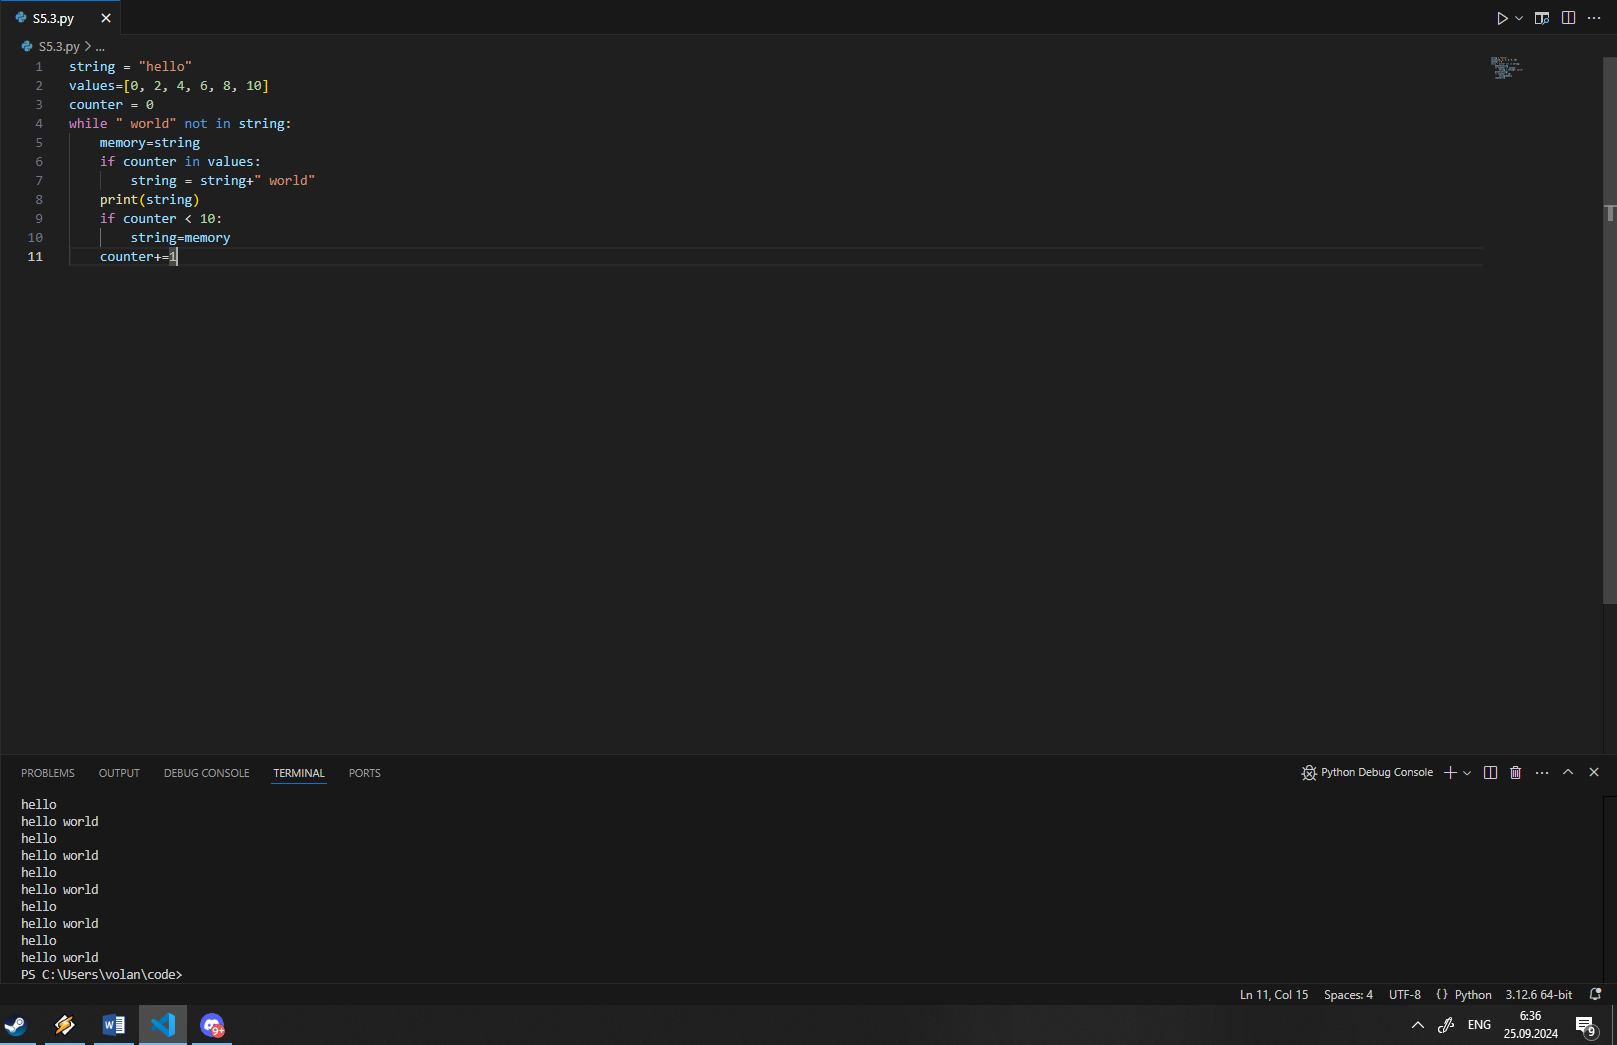 S5.3.py
S5.3.py > ...
1 string = "hello"
2 values=[0, 2, 4, 6, 8, 10]
3 counter = 0
4 while " world" not in string:
5     memory=string
6     if counter in values:
7         string = string+" world"
8     print(string)
9     if counter < 10:
10         string=memory
11     counter+=1
PROBLEMS OUTPUT DEBUG CONSOLE TERMINAL PORTS Python Debug Console
hello
hello world
hello
hello world
hello
hello world
hello
hello world
hello
hello world
PS C:\Users\volan\code>
Ln 11, Col 15 Spaces: 4 UTF-8 {} Python 3.12.6 64-bit
9+ ENG 6:36 9
25.09.2024